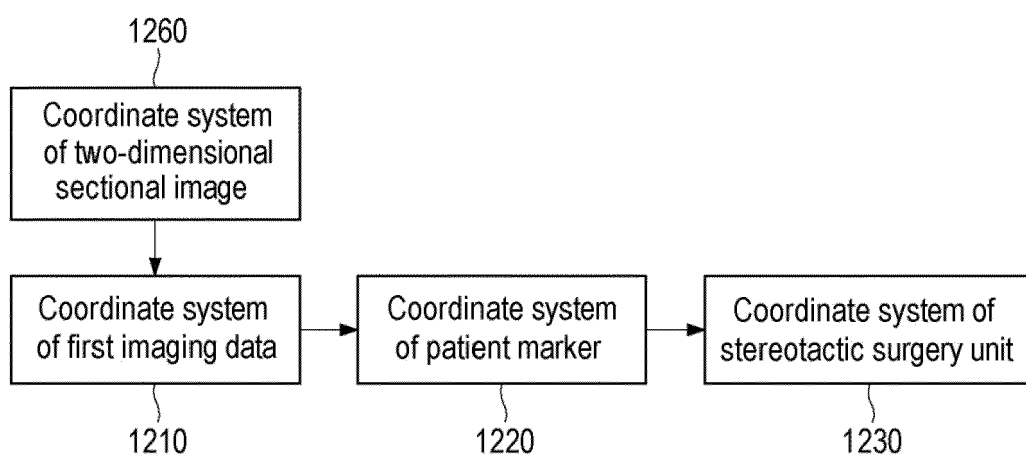 1260
Coordinate system
of two-dimensional
sectional image
Coordinate system
of first imaging data
Coordinate system
of patient marker
Coordinate system of
stereotactic surgery unit
1210
1220
1230